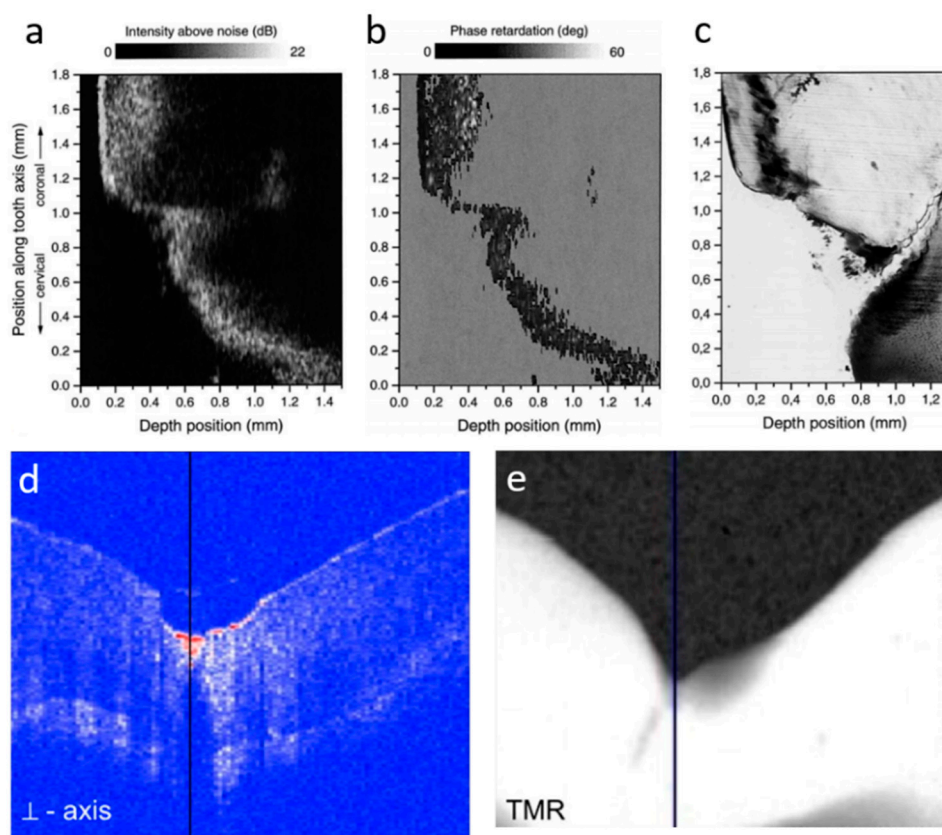 a
Intensity above noise (dB)
0 22
b
Phase retardation (deg)
0 60
c
Position along tooth axis (mm)
cervical coronal
1.8
1.6
1.4
1.2
1.0
0.8
0.6
0.4
0.2
0.0
0,0 0.2 0.4 0.6 0.8 1.0 1.2 1.4
Depth position (mm)
1.8
1.6
1.4
1.2
1.0
0.8
0.6
0.4
0.2
0.0
0.0 0.2 0.4 0.6 0.8 1.0 1.2 1.4
Depth position (mm)
1,8
1,6
1,4
1,2
1,0
0,8
0,6
0,4
0,2
0,0
0,0 0,2 0,4 0,6 0,8 1,0 1,2
Depth position (mm)
d
⊥ - axis
e
TMR